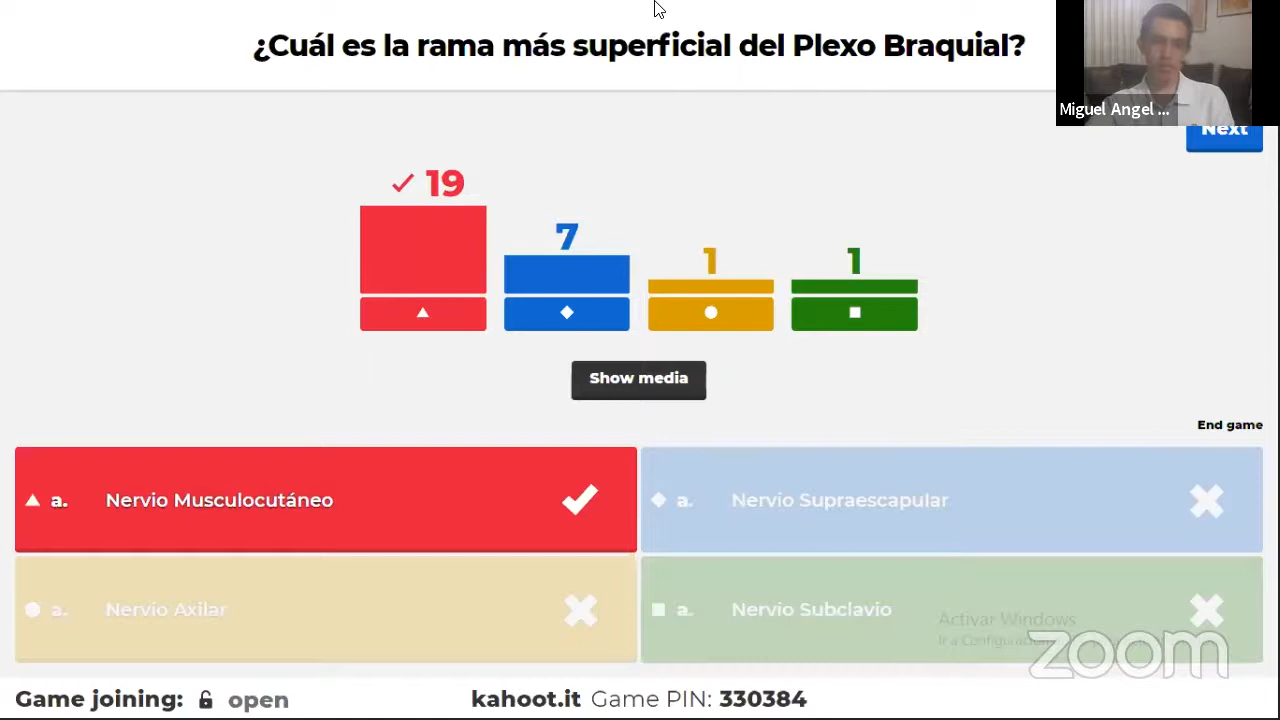 ¿Cuál es la rama más superficial del Plexo Braquial?
Miguel Angel ...
Next
19
7
1
1
Show media
End game
a. Nervio Musculocutáneo
a. Nervio Supraescapular
a. Nervio Axilar
a. Nervio Subclavio
Activar Windows
Ir a Configuración
zoom
Game joining: open
kahoot.it Game PIN: 330384